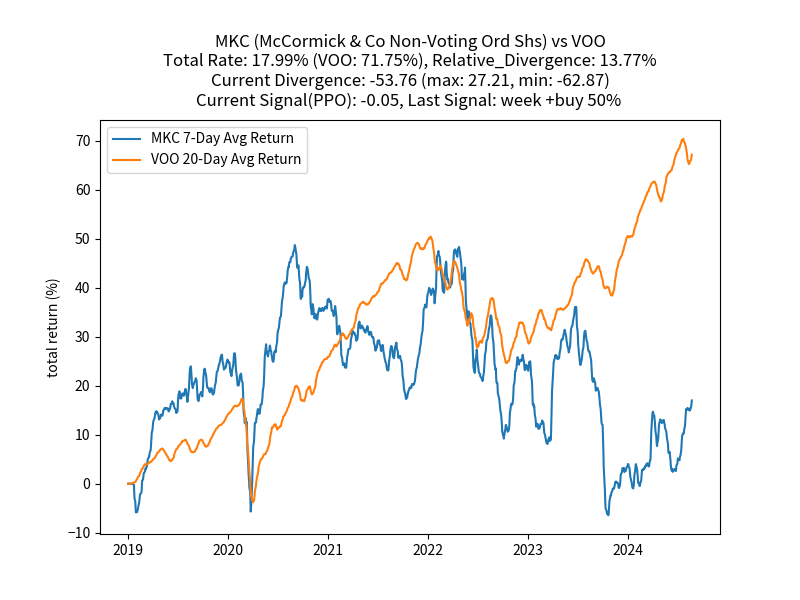 MKC (McCormick & Co Non-Voting Ord Shs) vs VOO
Total Rate: 17.99% (VOO: 71.75%), Relative_Divergence: 13.77%
Current Divergence: -53.76 (max: 27.21, min: -62.87)
Current Signal(PPO): -0.05, Last Signal: week +buy 50%
MKC 7-Day Avg Return
VOO 20-Day Avg Return
total return (%)
70
60
50
40
30
20
10
0
−10
2019 2020 2021 2022 2023 2024